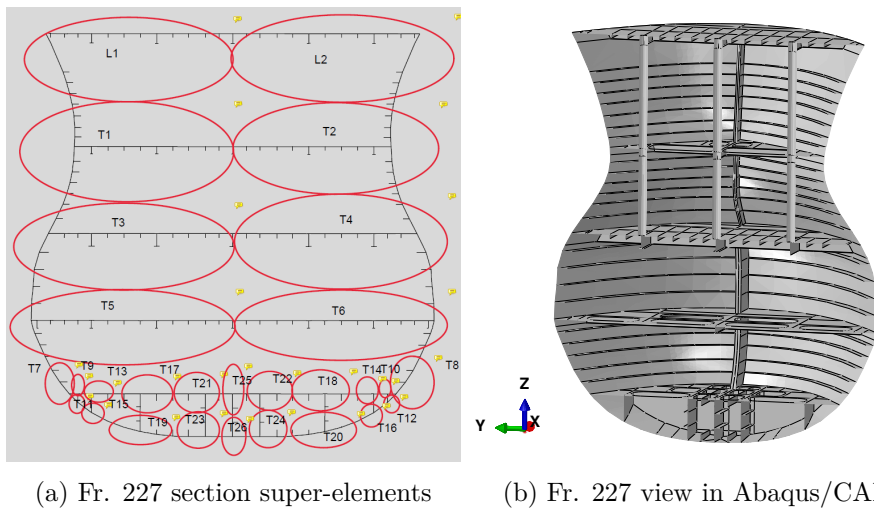 L1
L2
T1
T2
T3
T4
T5
T6
T7
T9
T13
T17
T21
T25
T22
T18
T14
T10
T8
T11
T15
T19
T23
T26
T24
T20
T16
T12
Z
Y
X
(a) Fr. 227 section super-elements
(b) Fr. 227 view in Abaqus/CAE